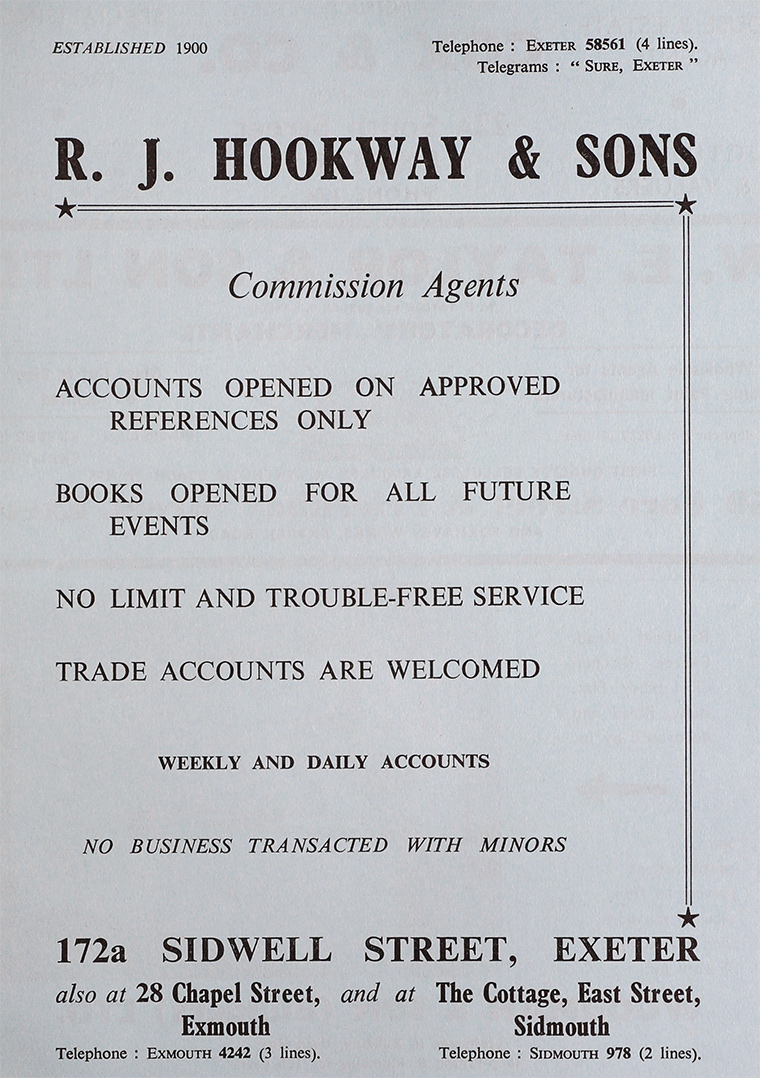 ESTABLISHED 1900
Telephone : EXETER 58561 (4 lines).
Telegrams : “ SURE, EXETER ”
R. J. HOOKWAY & SONS
Commission Agents
ACCOUNTS OPENED ON APPROVED
REFERENCES ONLY
BOOKS OPENED FOR ALL FUTURE
EVENTS
NO LIMIT AND TROUBLE-FREE SERVICE
TRADE ACCOUNTS ARE WELCOMED
WEEKLY AND DAILY ACCOUNTS
NO BUSINESS TRANSACTED WITH MINORS
172a SIDWELL STREET, EXETER
also at 28 Chapel Street, and at The Cottage, East Street,
Exmouth Sidmouth
Telephone : EXMOUTH 4242 (3 lines). Telephone : SIDMOUTH 978 (2 lines).